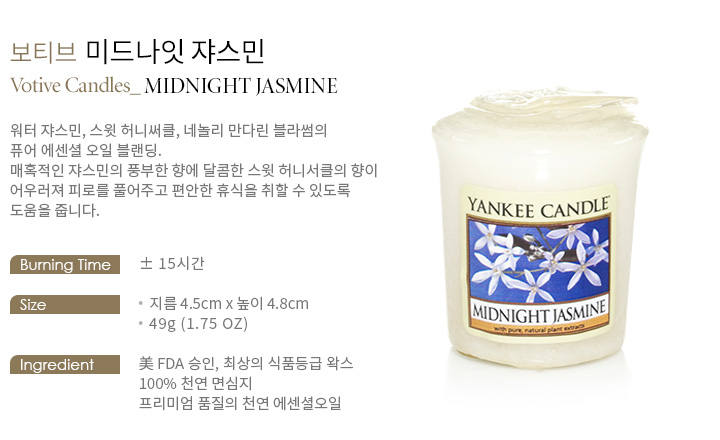 보티브 미드나잇 쟈스민
Votive Candles_ MIDNIGHT JASMINE
워터 쟈스민, 스윗 허니써클, 네놀리 만다린 블라썸의
퓨어 에센셜 오일 블랜딩.
매혹적인 쟈스민의 풍부한 향에 달콤한 스윗 허니서클의 향이
어우러져 피로를 풀어주고 편안한 휴식을 취할 수 있도록
도움을 줍니다.
Burning Time ± 15시간
Size • 지름 4.5cm x 높이 4.8cm
• 49g (1.75 OZ)
Ingredient 美 FDA 승인, 최상의 식품등급 왁스
100% 천연 면심지
프리미엄 품질의 천연 에센셜오일
YANKEE CANDLE®
MIDNIGHT JASMINE
with pure, natural plant extracts